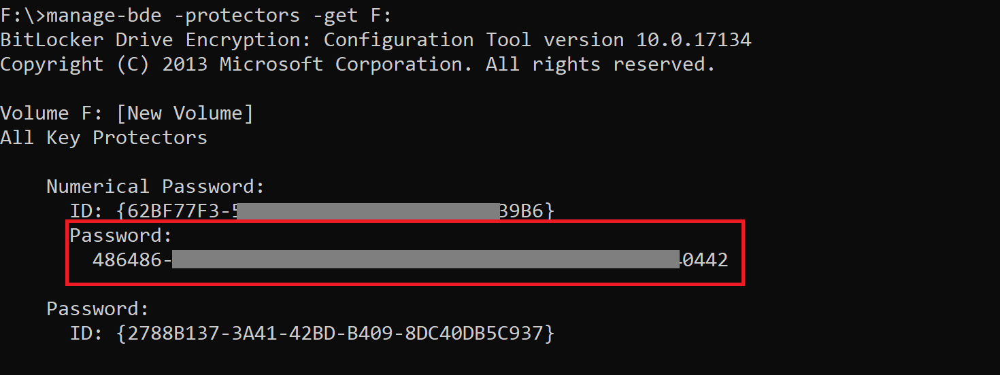 F:\>manage-bde -protectors -get F:
BitLocker Drive Encryption: Configuration Tool version 10.0.17134
Copyright (C) 2013 Microsoft Corporation. All rights reserved.
Volume F: [New Volume]
All Key Protectors
Numerical Password:
ID: {62BF77F3-5 39B6}
Password:
486486- 0442
Password:
ID: {2788B137-3A41-42BD-B409-8DC40DB5C937}